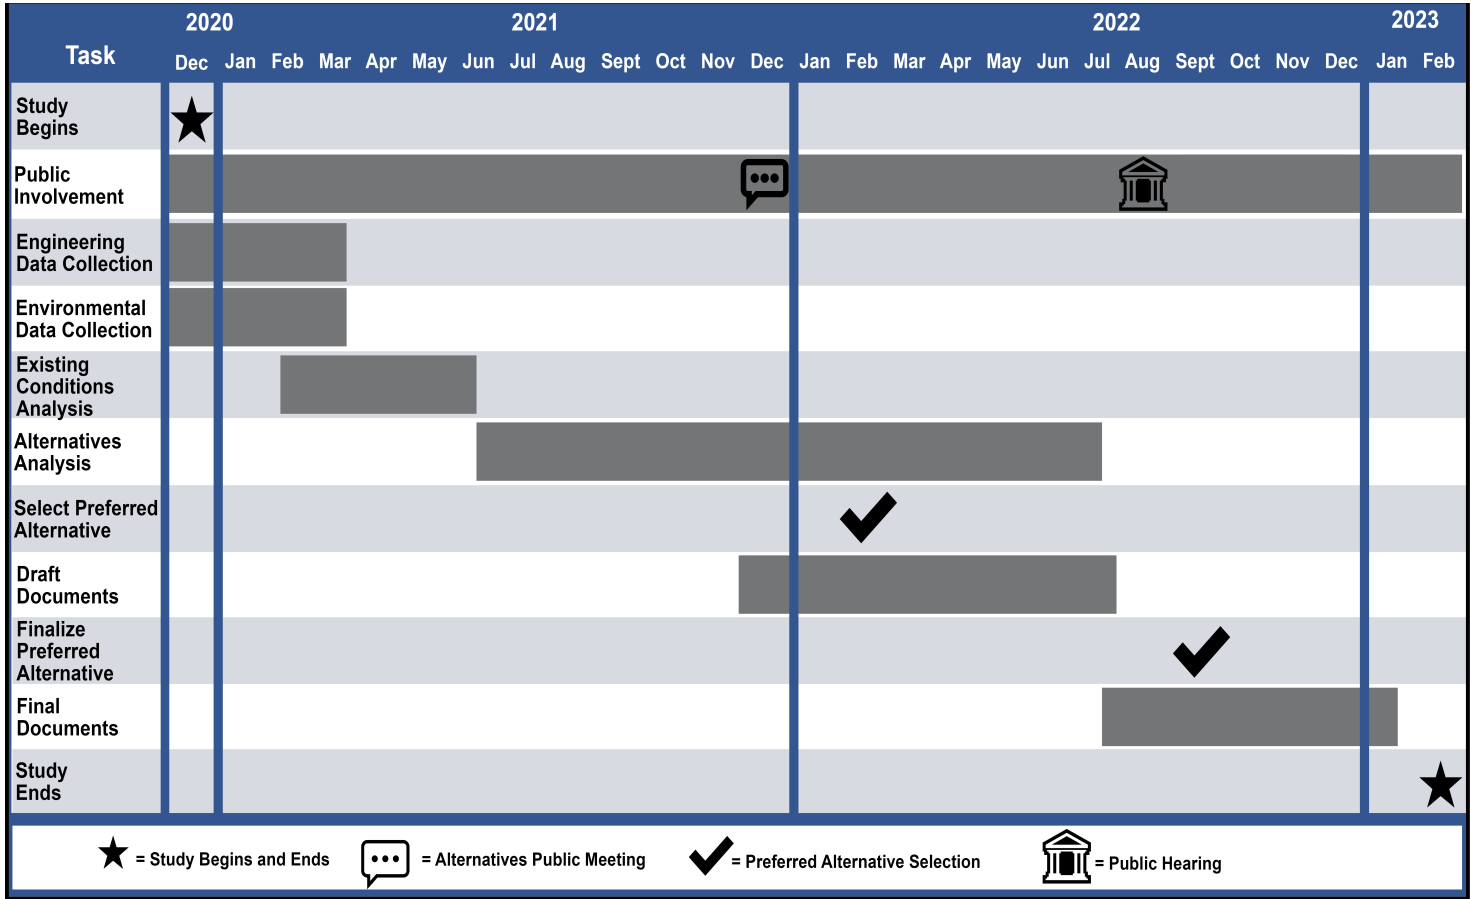 2020 2021 2022 2023
Task
Dec Jan Feb Mar Apr May Jun Jul Aug Sept Oct Nov Dec Jan Feb Mar Apr May Jun Jul Aug Sept Oct Nov Dec Jan Feb
Study
Begins
Public
Involvement
Engineering
Data Collection
Environmental
Data Collection
Existing
Conditions
Analysis
Alternatives
Analysis
Select Preferred
Alternative
Draft
Documents
Finalize
Preferred
Alternative
Final
Documents
Study
Ends
= Study Begins and Ends
= Alternatives Public Meeting
= Preferred Alternative Selection
= Public Hearing